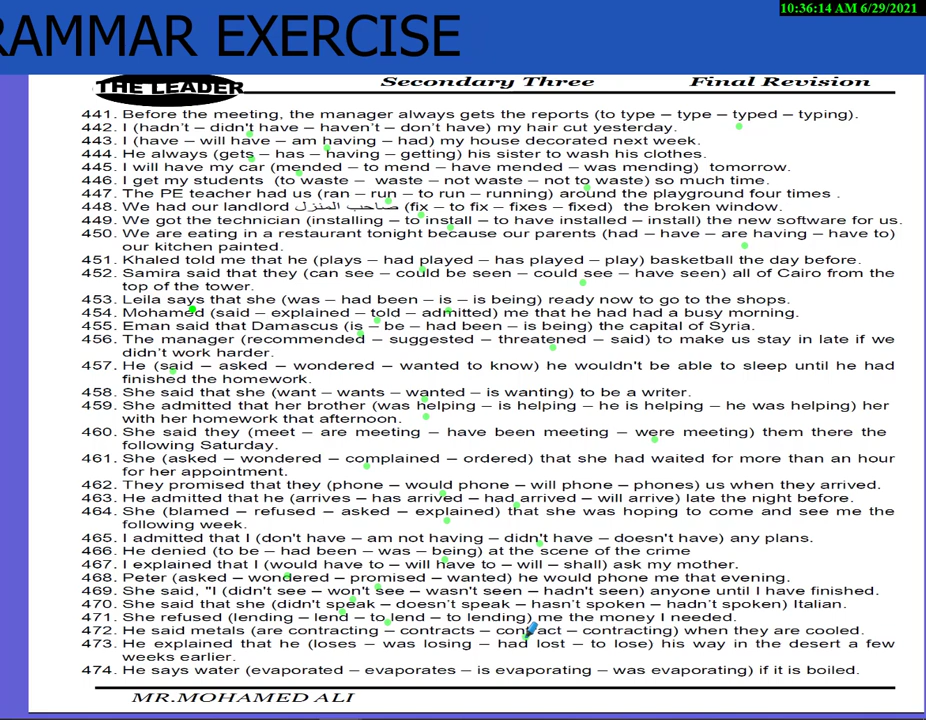 10:36:14 AM 6/29/2021
RAMMAR EXERCISE
THE LEADER Secondary Three Final Revision
441. Before the meeting, the manager always gets the reports (to type – type – typed – typing).
442. I (hadn't – didn't have – haven't – don't have) my hair cut yesterday.
443. I (have – will have – am having – had) my house decorated next week.
444. He always (gets – has – having – getting) his sister to wash his clothes.
445. I will have my car (mended – to mend – have mended – was mending) tomorrow.
446. I get my students (to waste – waste – not waste – not to waste) so much time.
447. The PE teacher had us (ran – run – to run – running) around the playground four times .
448. We had our landlord صاحب المنزل (fix – to fix – fixes – fixed) the broken window.
449. We got the technician (installing – to install – to have installed – install) the new software for us.
450. We are eating in a restaurant tonight because our parents (had – have – are having – have to)
our kitchen painted.
451. Khaled told me that he (plays – had played – has played – play) basketball the day before.
452. Samira said that they (can see – could be seen – could see – have seen) all of Cairo from the
top of the tower.
453. Leila says that she (was – had been – is – is being) ready now to go to the shops.
454. Mohamed (said – explained – told – admitted) me that he had had a busy morning.
455. Eman said that Damascus (is – be – had been – is being) the capital of Syria.
456. The manager (recommended – suggested – threatened – said) to make us stay in late if we
didn't work harder.
457. He (said – asked – wondered – wanted to know) he wouldn't be able to sleep until he had
finished the homework.
458. She said that she (want – wants – wanted – is wanting) to be a writer.
459. She admitted that her brother (was helping – is helping – he is helping – he was helping) her
with her homework that afternoon.
460. She said they (meet – are meeting – have been meeting – were meeting) them there the
following Saturday.
461. She (asked – wondered – complained – ordered) that she had waited for more than an hour
for her appointment.
462. They promised that they (phone – would phone – will phone – phones) us when they arrived.
463. He admitted that he (arrives – has arrived – had arrived – will arrive) late the night before.
464. She (blamed – refused – asked – explained) that she was hoping to come and see me the
following week.
465. I admitted that I (don't have – am not having – didn't have – doesn't have) any plans.
466. He denied (to be – had been – was – being) at the scene of the crime
467. I explained that I (would have to – will have to – will – shall) ask my mother.
468. Peter (asked – wondered – promised – wanted) he would phone me that evening.
469. She said, "I (didn't see – won't see – wasn't seen – hadn't seen) anyone until I have finished.
470. She said that she (didn't speak – doesn't speak – hasn't spoken – hadn't spoken) Italian.
471. She refused (lending – lend – to lend – to lending) me the money I needed.
472. He said metals (are contracting – contracts – contract – contracting) when they are cooled.
473. He explained that he (loses – was losing – had lost – to lose) his way in the desert a few
weeks earlier.
474. He says water (evaporated – evaporates – is evaporating – was evaporating) if it is boiled.
MR.MOHAMED ALI